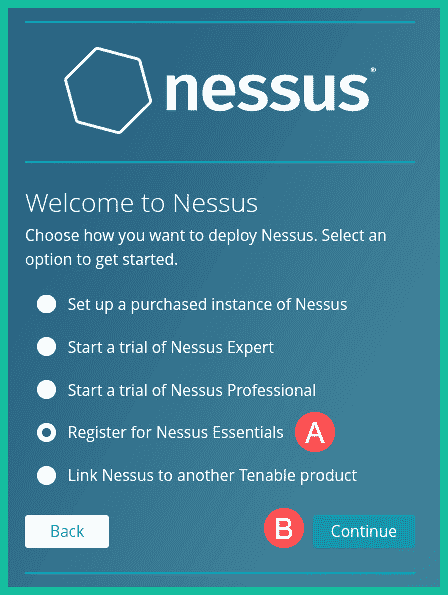 nessus®
Welcome to Nessus
Choose how you want to deploy Nessus. Select an
option to get started.
Set up a purchased instance of Nessus
Start a trial of Nessus Expert
Start a trial of Nessus Professional
Register for Nessus Essentials A
Link Nessus to another Tenable product
Back B Continue